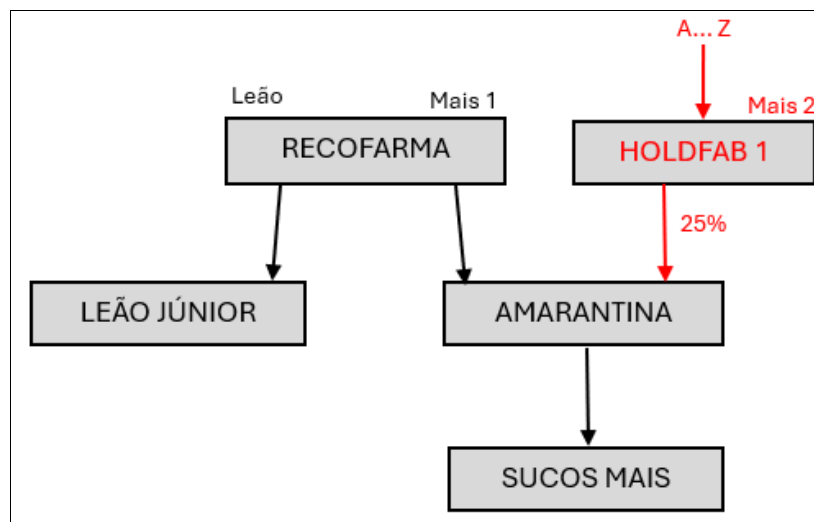 A... Z
Leão
Mais 1
Mais 2
RECOFARMA
HOLDFAB 1
25%
LEÃO JÚNIOR
AMARANTINA
SUCOS MAIS